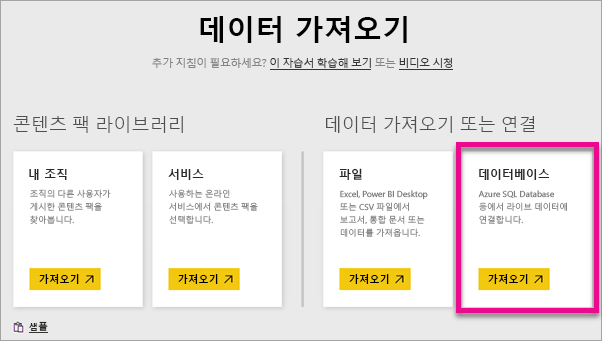 데이터 가져오기
추가 지침이 필요하세요? 이 자습서 학습해 보기 또는 비디오 시청
콘텐츠 팩 라이브러리
데이터 가져오기 또는 연결
내 조직
조직의 다른 사용자가
게시한 콘텐츠 팩을
찾아봅니다.
가져오기
서비스
사용하는 온라인
서비스에서 콘텐츠 팩을
선택합니다.
가져오기
파일
Excel, Power BI Desktop
또는 CSV 파일에서
보고서, 통합 문서 또는
데이터를 가져옵니다.
가져오기
데이터베이스
Azure SQL Database
등에서 라이브 데이터에
연결합니다.
가져오기
샘플